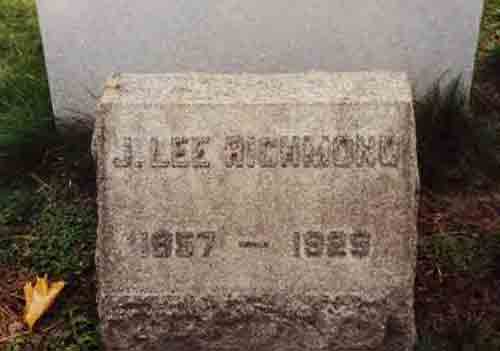 J. LEE RICHMOND
1857 — 1929